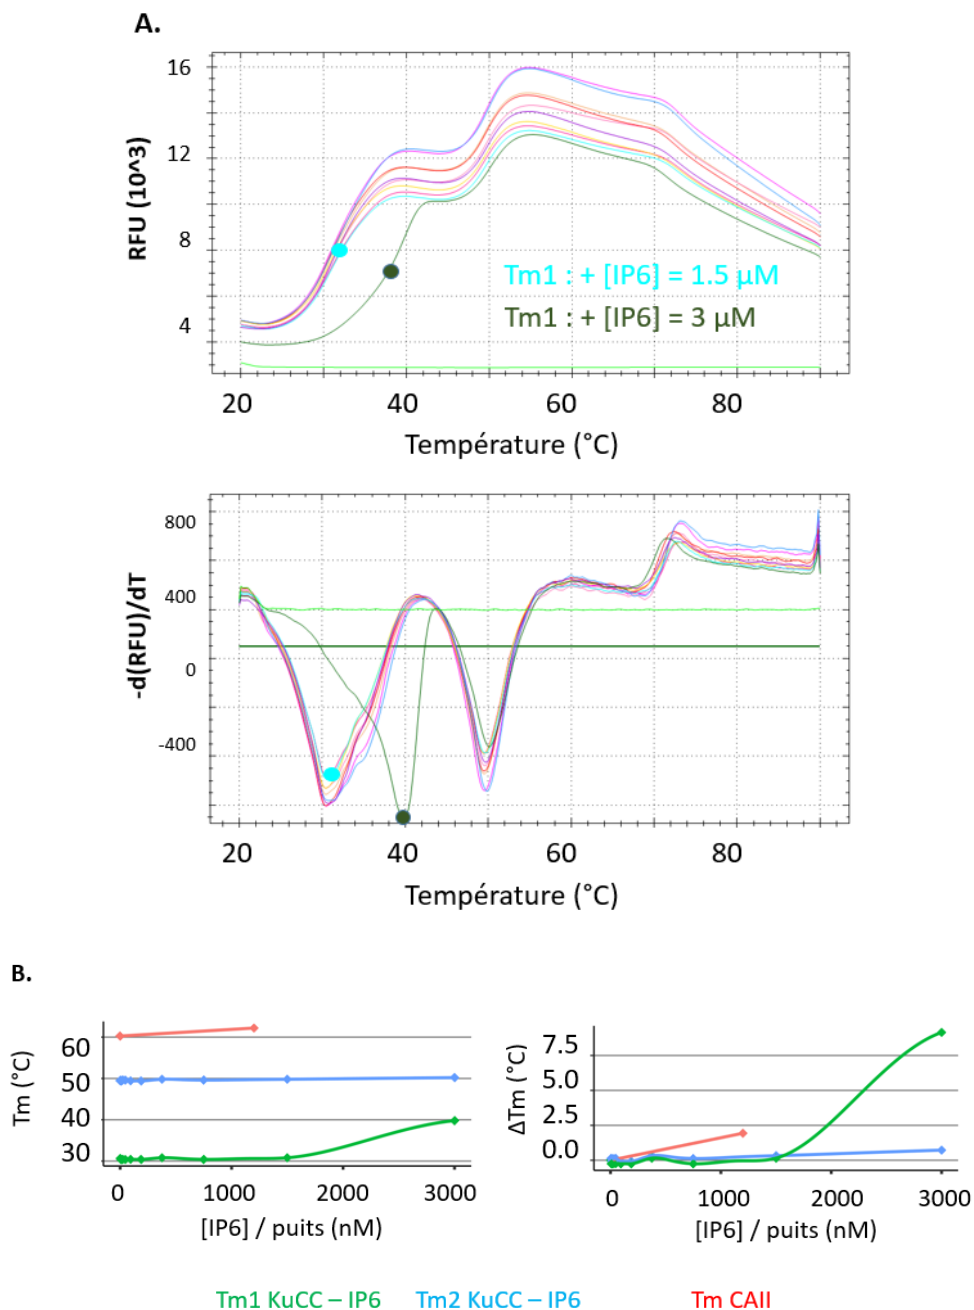 A.
16
12
8
4
RFU (10^3)
Tm1 : + [IP6] = 1.5 µM
Tm1 : + [IP6] = 3 µM
20 40 60 80
Température (°C)
800
400
0
-400
-d(RFU)/dT
20 40 60 80
Température (°C)
B.
60
50
40
30
Tm (°C)
0 1000 2000 3000
[IP6] / puits (nM)
7.5
5.0
2.5
0.0
ΔTm (°C)
0 1000 2000 3000
[IP6] / puits (nM)
Tm1 KuCC – IP6 Tm2 KuCC – IP6 Tm CAII